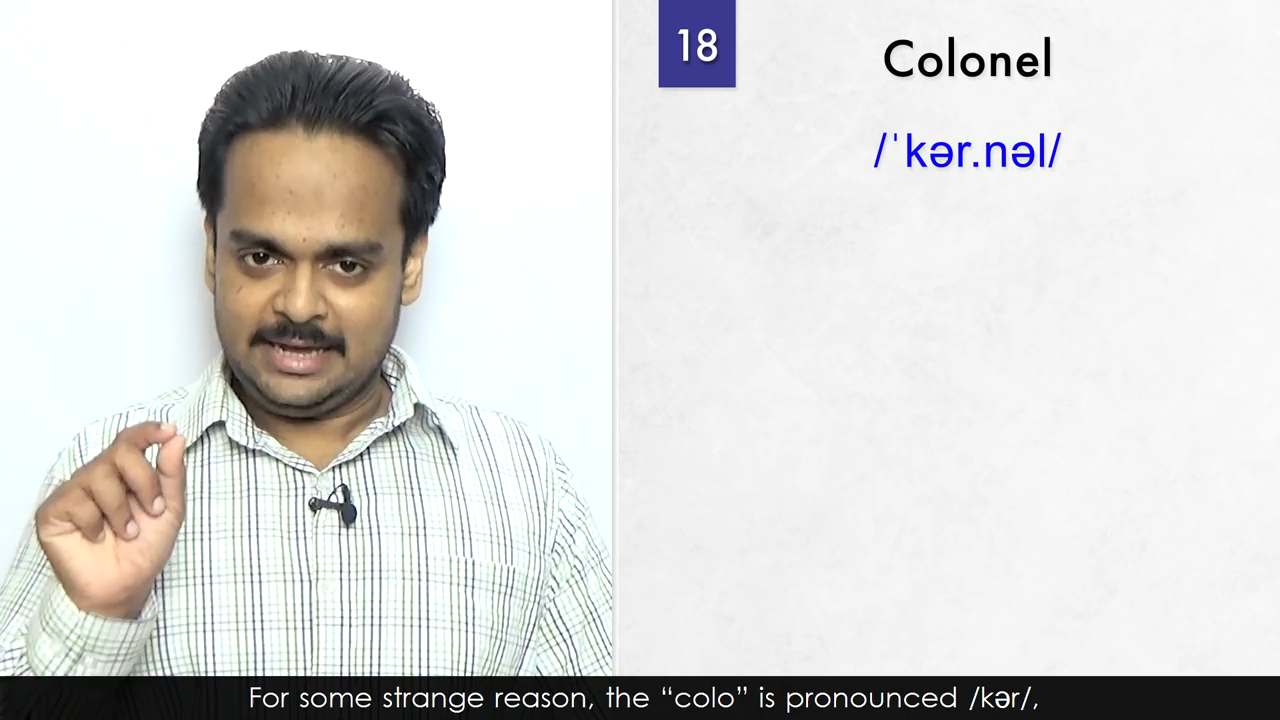 18
Colonel
/ˈkər.nəl/
For some strange reason, the “colo” is pronounced /kər/,